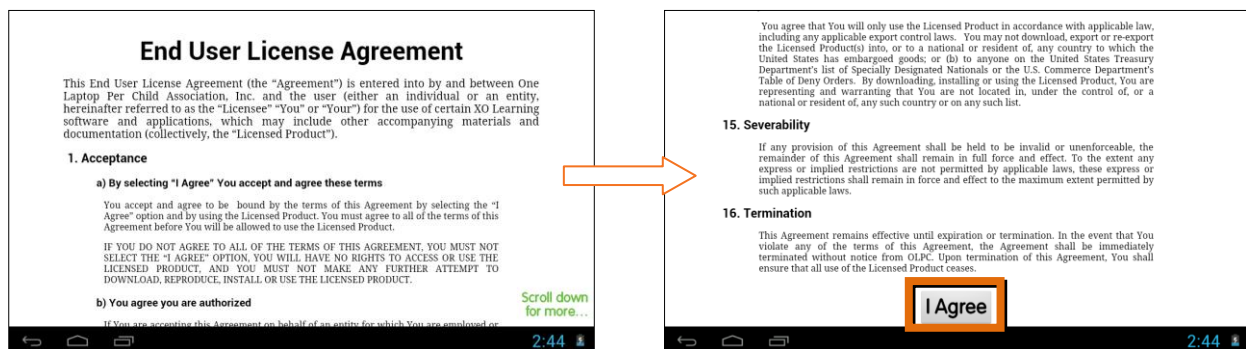 End User License Agreement
This End User License Agreement (the “Agreement”) is entered into by and between One
Laptop Per Child Association, Inc. and the user (either an individual or an entity,
hereinafter referred to as the “Licensee” “You” or “Your”) for the use of certain XO Learning
software and applications, which may include other accompanying materials and
documentation (collectively, the “Licensed Product”).
1. Acceptance
a) By selecting “I Agree” You accept and agree these terms
You accept and agree to be bound by the terms of this Agreement by selecting the “I
Agree” option and by using the Licensed Product. You must agree to all of the terms of this
Agreement before You will be allowed to use the Licensed Product.
IF YOU DO NOT AGREE TO ALL OF THE TERMS OF THIS AGREEMENT, YOU MUST NOT
SELECT THE “I AGREE” OPTION, YOU WILL HAVE NO RIGHTS TO ACCESS OR USE THE
LICENSED PRODUCT, AND YOU MUST NOT MAKE ANY FURTHER ATTEMPT TO
DOWNLOAD, REPRODUCE, INSTALL OR USE THE LICENSED PRODUCT.
b) You agree you are authorized
If You are accepting this Agreement on behalf of an entity for which You are employed or
Scroll down
for more...
2:44
You agree that You will only use the Licensed Product in accordance with applicable law,
including any applicable export control laws. You may not download, export or re-export
the Licensed Product(s) into, or to a national or resident of, any country to which the
United States has embargoed goods; or (b) to anyone on the United States Treasury
Department’s list of Specially Designated Nationals or the U.S. Commerce Department’s
Table of Deny Orders. By downloading, installing or using the Licensed Product, You are
representing and warranting that You are not located in, under the control of, or a
national or resident of, any such country or on any such list.
15. Severability
If any provision of this Agreement shall be held to be invalid or unenforceable, the
remainder of this Agreement shall remain in full force and effect. To the extent any
express or implied restrictions are not permitted by applicable laws, these express or
implied restrictions shall remain in force and effect to the maximum extent permitted by
such applicable laws.
16. Termination
This Agreement remains effective until expiration or termination. In the event that You
violate any of the terms of this Agreement, the Agreement shall be immediately
terminated without notice from OLPC. Upon termination of this Agreement, You shall
ensure that all use of the Licensed Product ceases.
I Agree
2:44